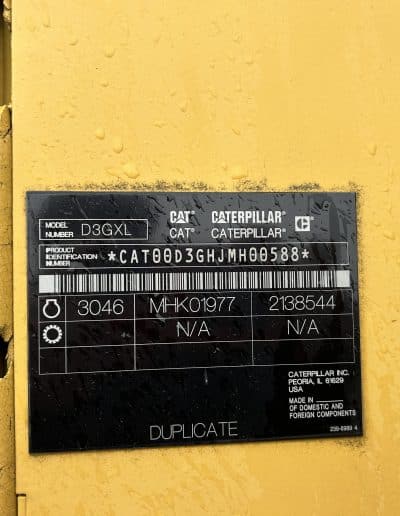 MODEL NUMBER D3GXL
CAT® CATERPILLAR®
CAT® CATERPILLAR®
PRODUCT IDENTIFICATION NUMBER *CAT00D3GHJMH00588*
3046 MHK01977 2138544
N/A N/A
CATERPILLAR INC.
PEORIA, IL 61629
USA
MADE IN
OF DOMESTIC AND
FOREIGN COMPONENTS
DUPLICATE